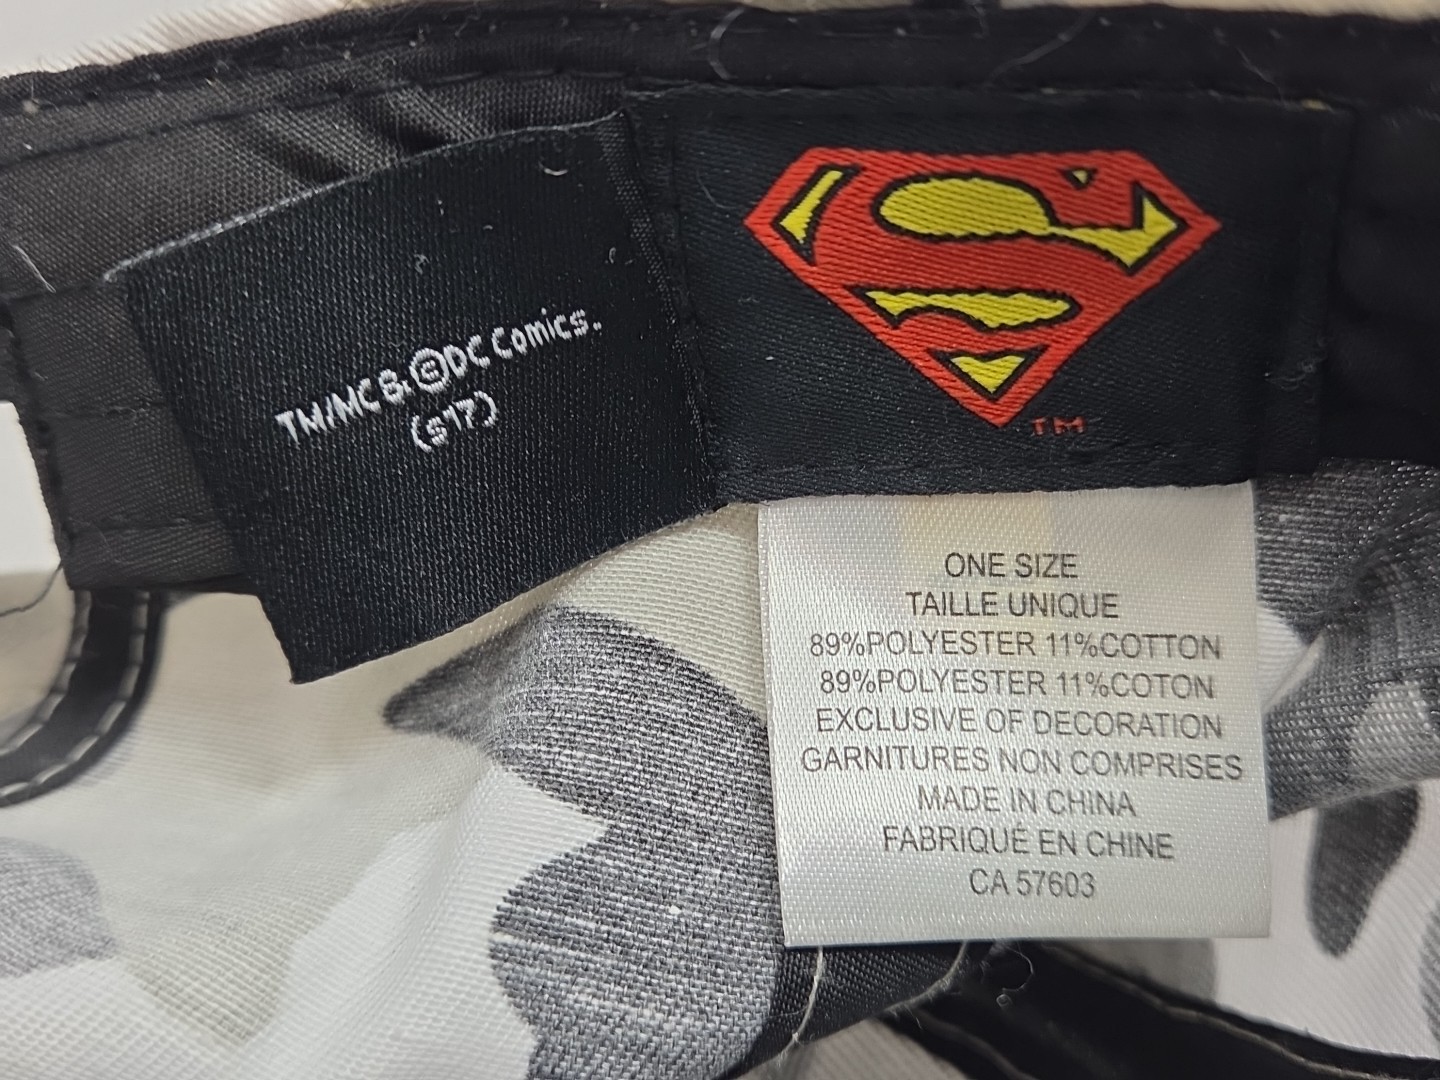 TM/MC & ©DC Comics.
(s17)
S
TM
ONE SIZE
TAILLE UNIQUE
89%POLYESTER 11%COTTON
89%POLYESTER 11%COTON
EXCLUSIVE OF DECORATION
GARNITURES NON COMPRISES
MADE IN CHINA
FABRIQUÉ EN CHINE
CA 57603